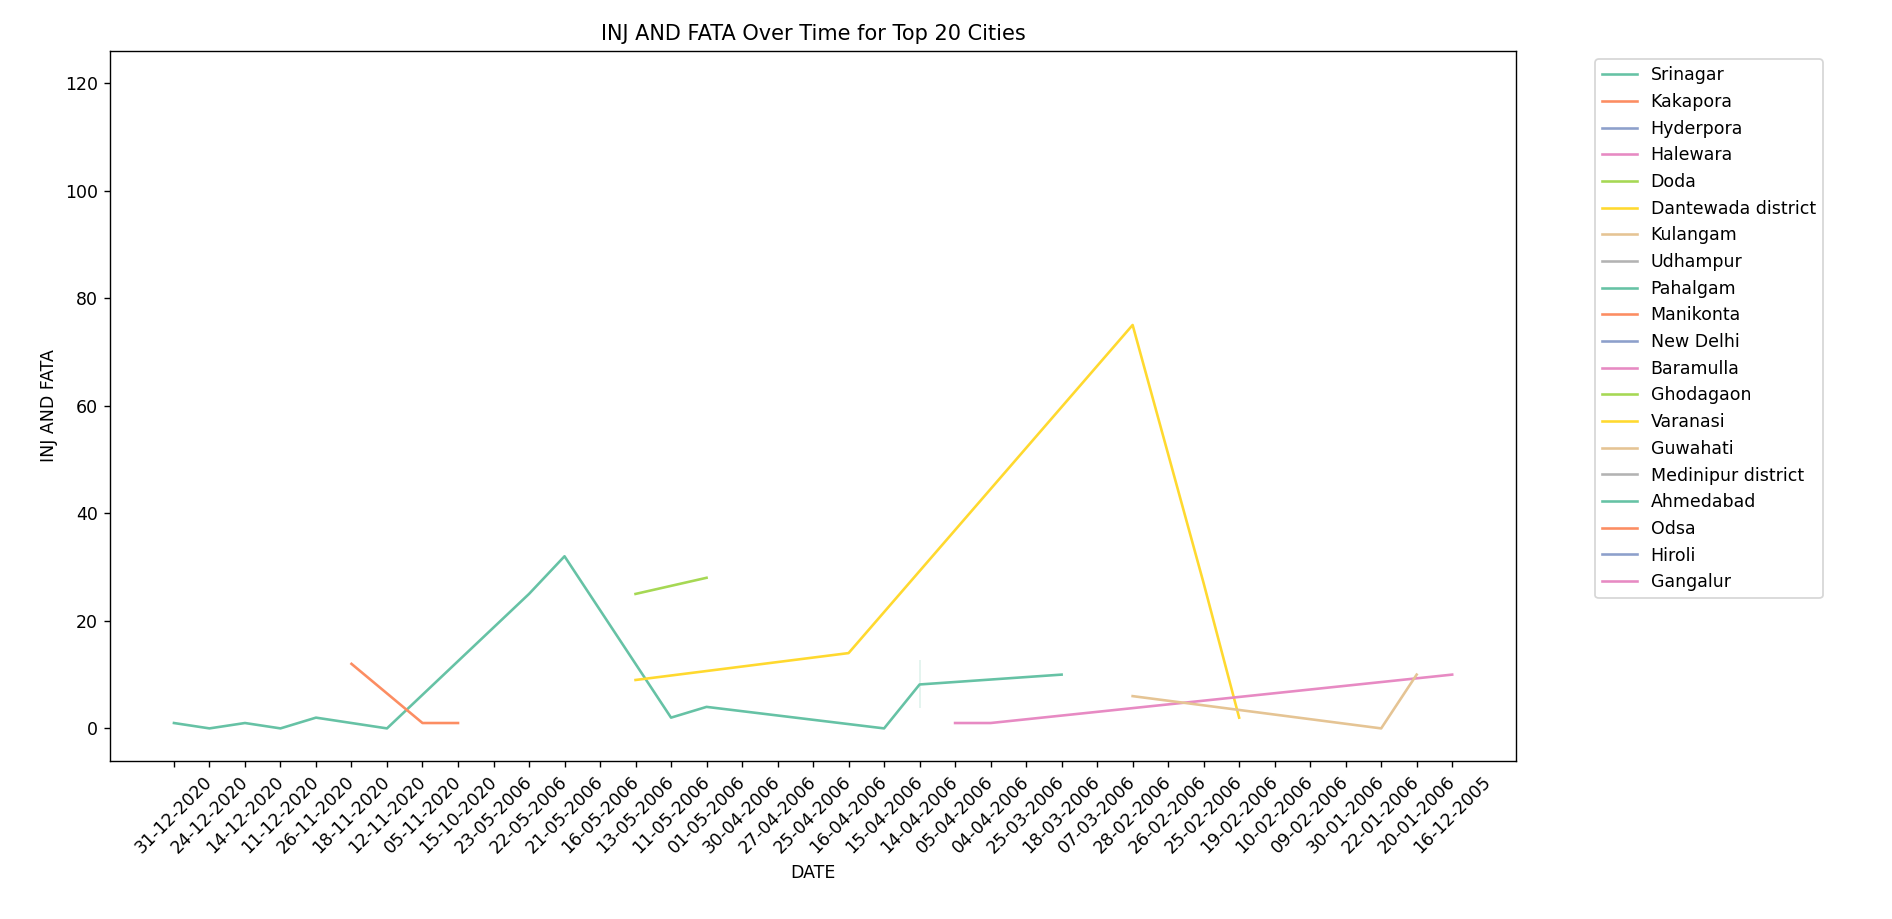 INJ AND FATA Over Time for Top 20 Cities
120
100
80
60
40
20
0
INJ AND FATA
31-12-2020
24-12-2020
14-12-2020
11-12-2020
26-11-2020
18-11-2020
12-11-2020
05-11-2020
15-10-2020
23-05-2006
22-05-2006
21-05-2006
16-05-2006
13-05-2006
11-05-2006
01-05-2006
30-04-2006
27-04-2006
25-04-2006
16-04-2006
15-04-2006
14-04-2006
05-04-2006
04-04-2006
25-03-2006
18-03-2006
07-03-2006
28-02-2006
26-02-2006
25-02-2006
19-02-2006
10-02-2006
09-02-2006
30-01-2006
22-01-2006
20-01-2006
16-12-2005
DATE
Srinagar
Kakapora
Hyderpora
Halewara
Doda
Dantewada district
Kulangam
Udhampur
Pahalgam
Manikonta
New Delhi
Baramulla
Ghodagaon
Varanasi
Guwahati
Medinipur district
Ahmedabad
Odsa
Hiroli
Gangalur